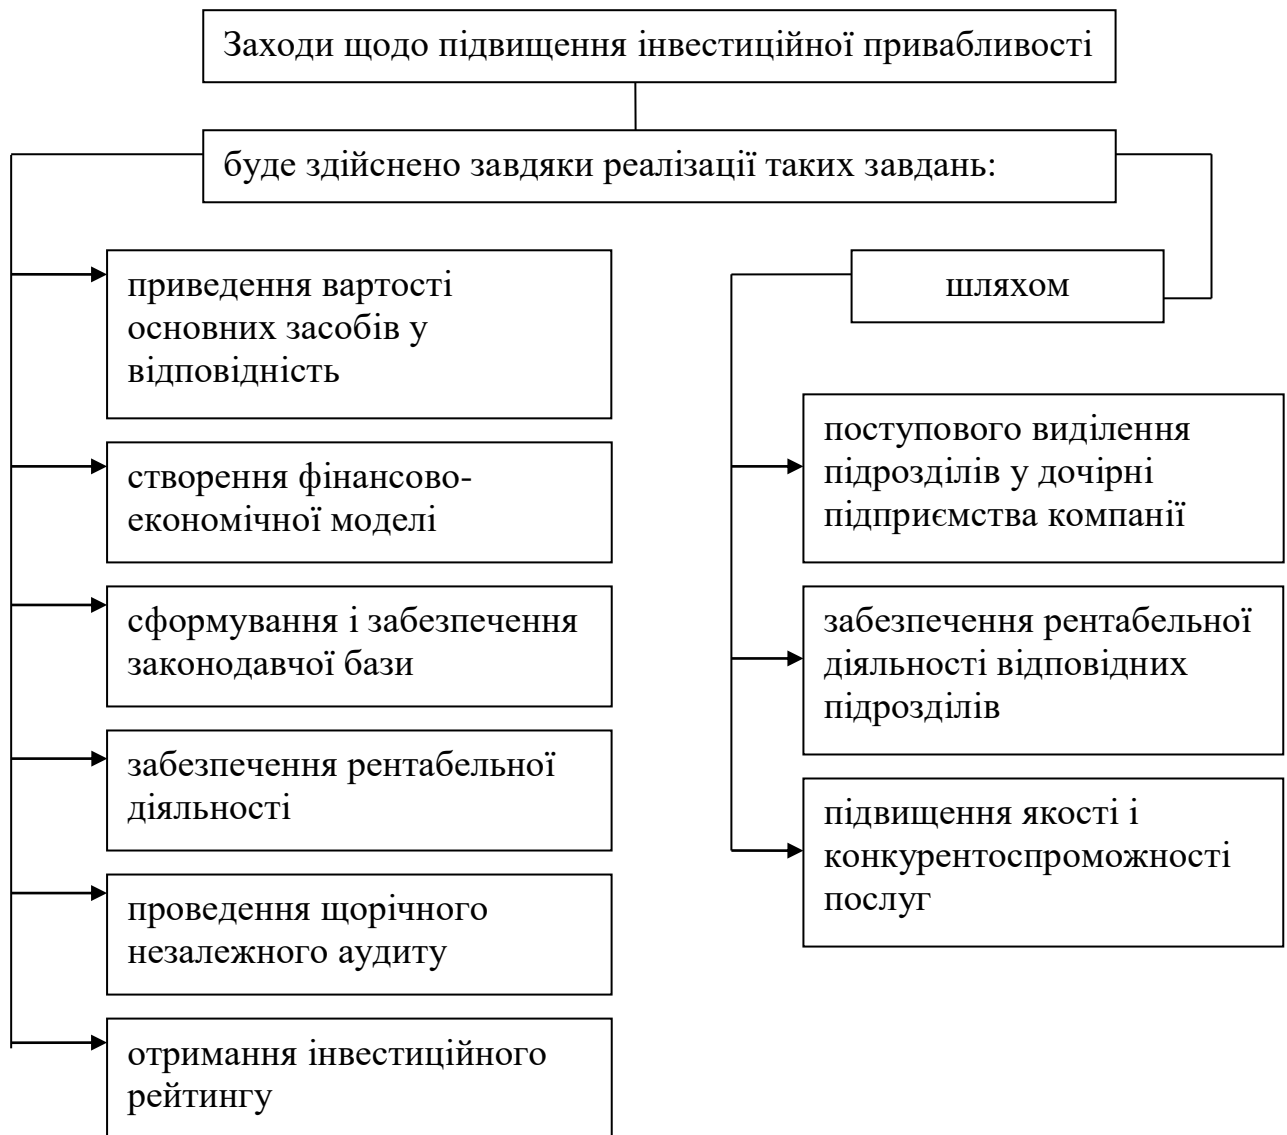 Заходи щодо підвищення інвестиційної привабливості
буде здійснено завдяки реалізації таких завдань:
приведення вартості
основних засобів у
відповідність
створення фінансово-
економічної моделі
сформування і забезпечення
законодавчої бази
забезпечення рентабельної
діяльності
проведення щорічного
незалежного аудиту
отримання інвестиційного
рейтингу
шляхом
поступового виділення
підрозділів у дочірні
підприємства компанії
забезпечення рентабельної
діяльності відповідних
підрозділів
підвищення якості і
конкурентоспроможності
послуг